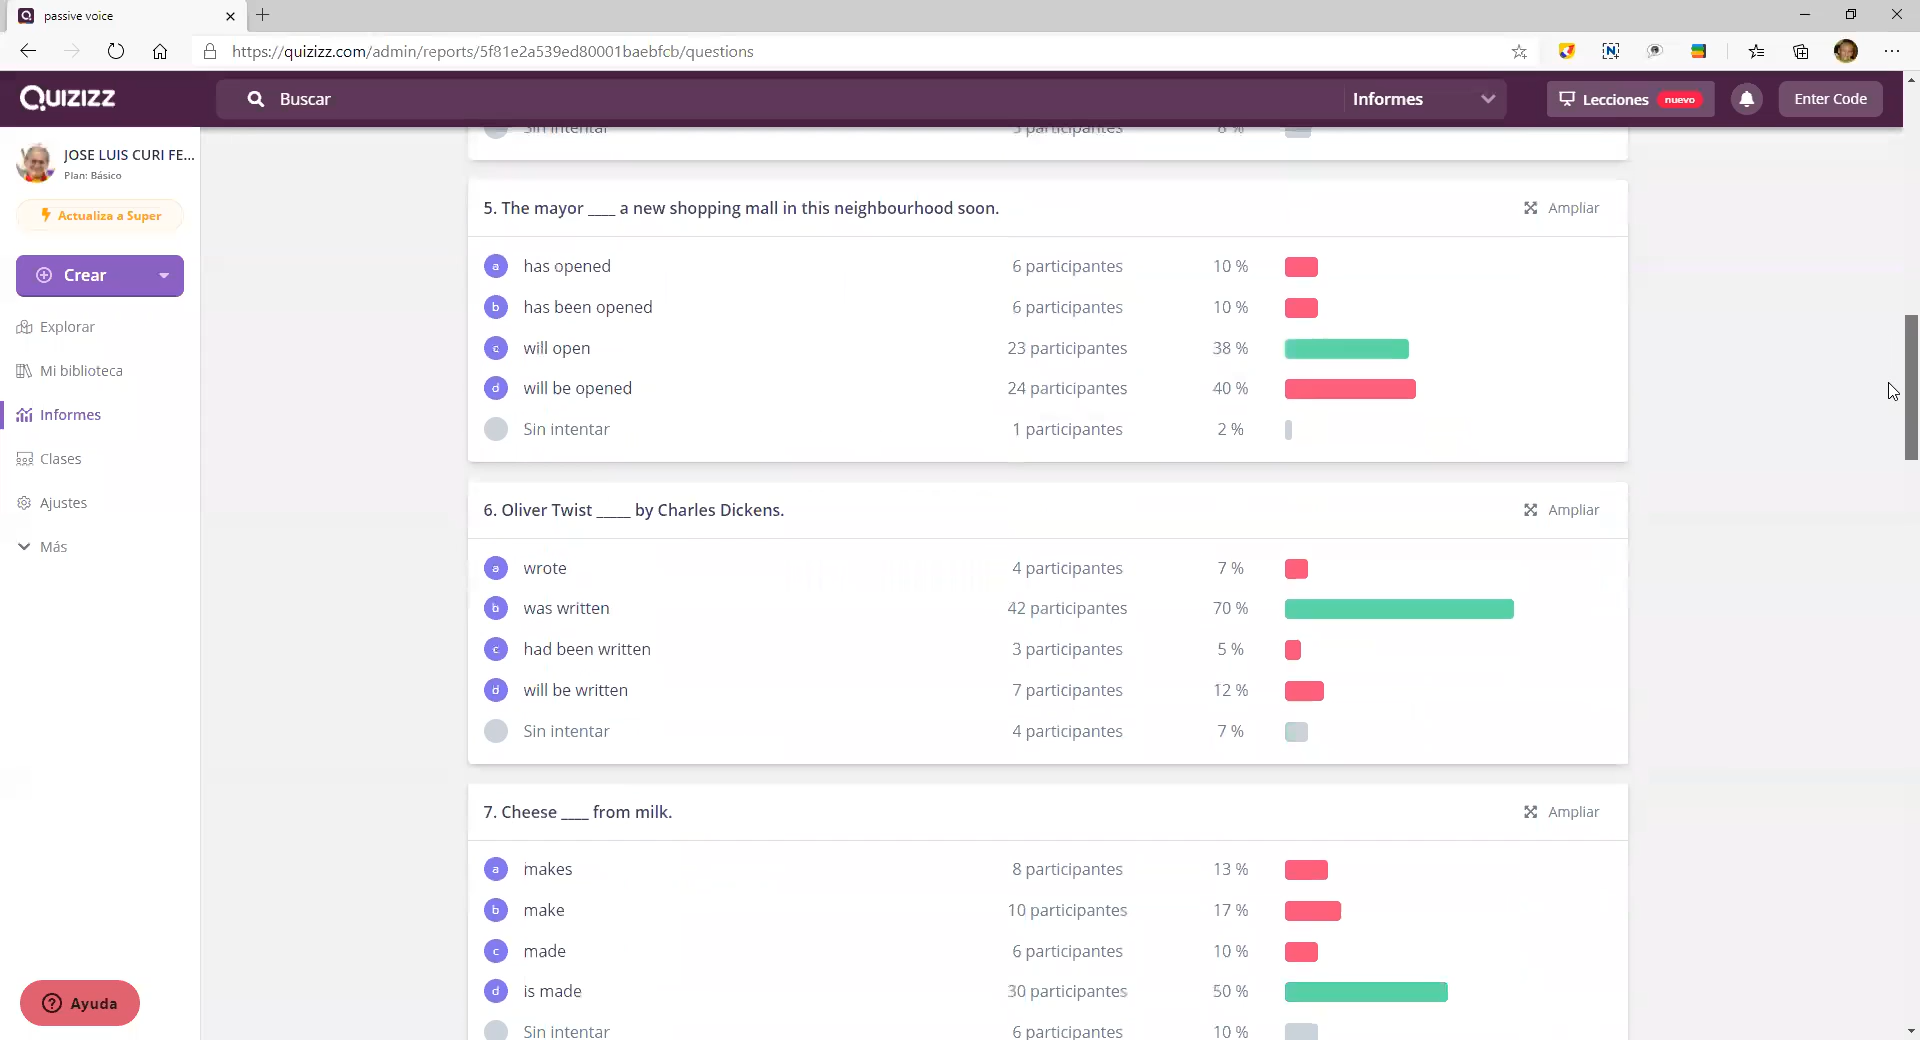 passive voice
https://quizizz.com/admin/reports/5f81e2a539ed80001baebfcb/questions
Quizizz
Buscar
Informes
Lecciones nuevo
Enter Code
JOSE LUIS CURI FE...
Plan: Básico
Actualiza a Super
Crear
Explorar
Mi biblioteca
Informes
Clases
Ajustes
Más
Ayuda
Sin intentar 5 participantes 8 %
5. The mayor ____ a new shopping mall in this neighbourhood soon. Ampliar
a has opened 6 participantes 10 %
b has been opened 6 participantes 10 %
c will open 23 participantes 38 %
d will be opened 24 participantes 40 %
Sin intentar 1 participantes 2 %
6. Oliver Twist _____ by Charles Dickens. Ampliar
a wrote 4 participantes 7 %
b was written 42 participantes 70 %
c had been written 3 participantes 5 %
d will be written 7 participantes 12 %
Sin intentar 4 participantes 7 %
7. Cheese ____ from milk. Ampliar
a makes 8 participantes 13 %
b make 10 participantes 17 %
c made 6 participantes 10 %
d is made 30 participantes 50 %
Sin intentar 6 participantes 10 %